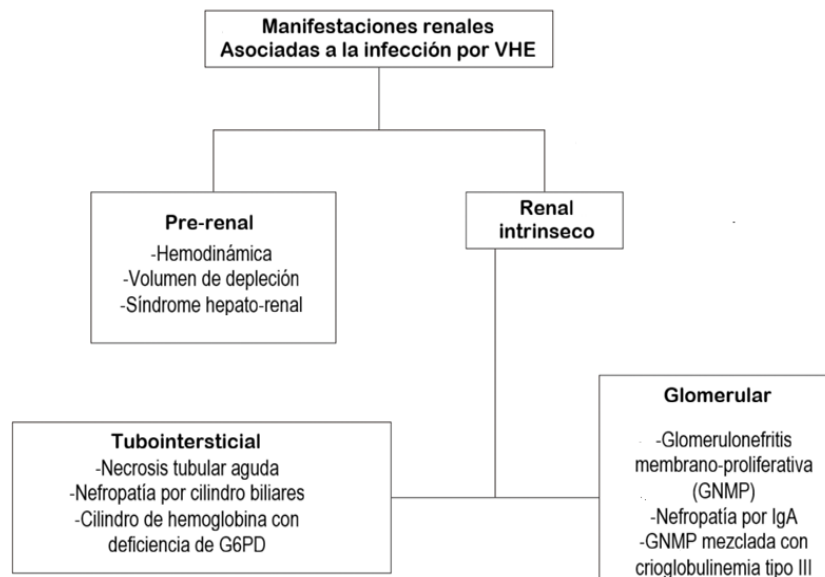 Manifestaciones renales
Asociadas a la infección por VHE
Pre-renal
-Hemodinámica
-Volumen de depleción
-Síndrome hepato-renal
Renal
intrinseco
Tubointersticial
-Necrosis tubular aguda
-Nefropatía por cilindro biliares
-Cilindro de hemoglobina con
deficiencia de G6PD
Glomerular
-Glomerulonefritis
membrano-proliferativa
(GNMP)
-Nefropatía por IgA
-GNMP mezclada con
crioglobulinemia tipo III